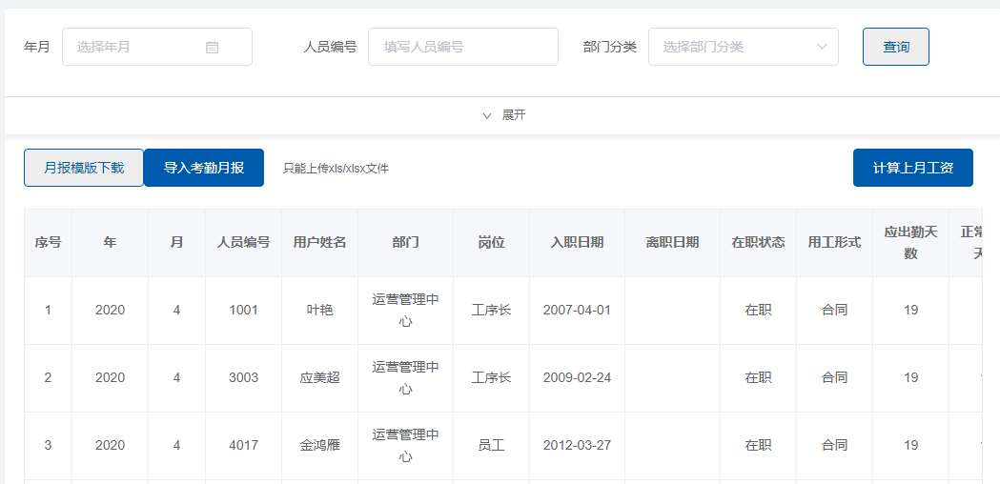 年月 选择年月 人员编号 填写人员编号 部门分类 选择部门分类 查询
展开
月报模版下载 导入考勤月报 只能上传xls/xlsx文件 计算上月工资
序号 年 月 人员编号 用户姓名 部门 岗位 入职日期 离职日期 在职状态 用工形式 应出勤天数 正常
1 2020 4 1001 叶艳 运营管理中心 工序长 2007-04-01 在职 合同 19
2 2020 4 3003 应美超 运营管理中心 工序长 2009-02-24 在职 合同 19
3 2020 4 4017 金鸿雁 运营管理中心 员工 2012-03-27 在职 合同 19